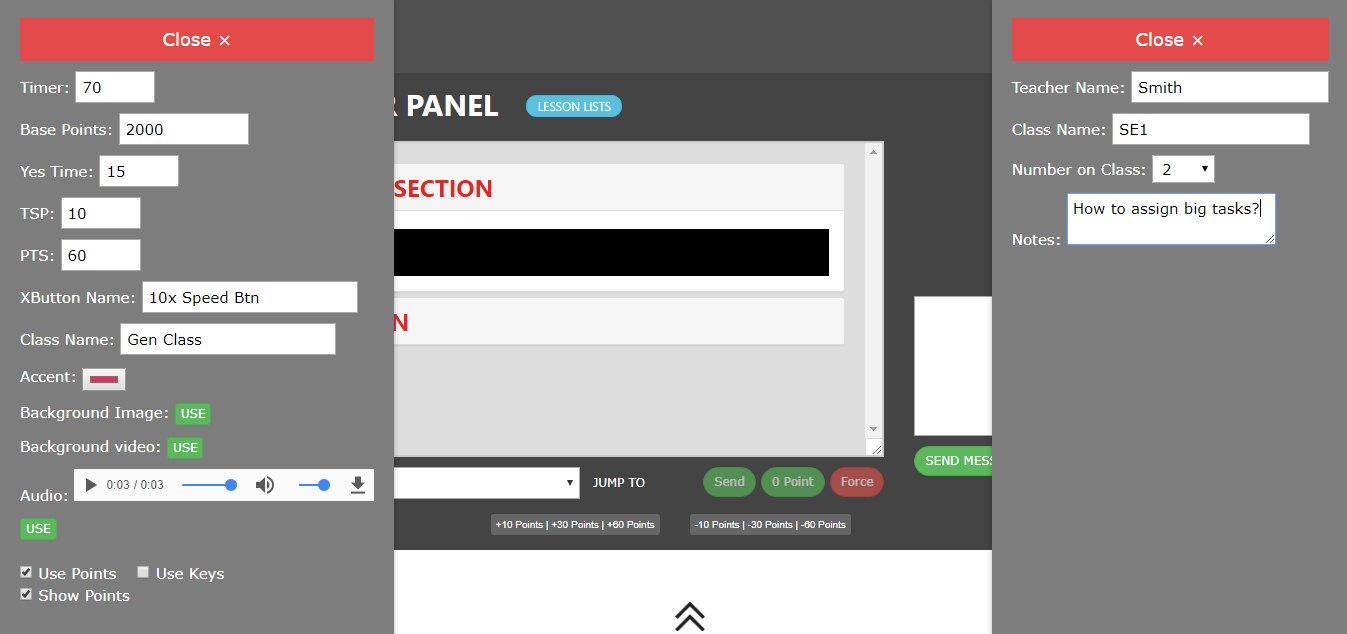 Close ×
Timer: 70
Base Points: 2000
Yes Time: 15
TSP: 10
PTS: 60
XButton Name: 10x Speed Btn
Class Name: Gen Class
Accent:
Background Image: USE
Background video: USE
Audio: 0:03 / 0:03
USE
Use Points Use Keys
Show Points
PANEL LESSON LISTS
SECTION
N
JUMP TO Send 0 Point Force
+10 Points | +30 Points | +60 Points -10 Points | -30 Points | -60 Points
SEND MESS
Close ×
Teacher Name: Smith
Class Name: SE1
Number on Class: 2
Notes: How to assign big tasks?